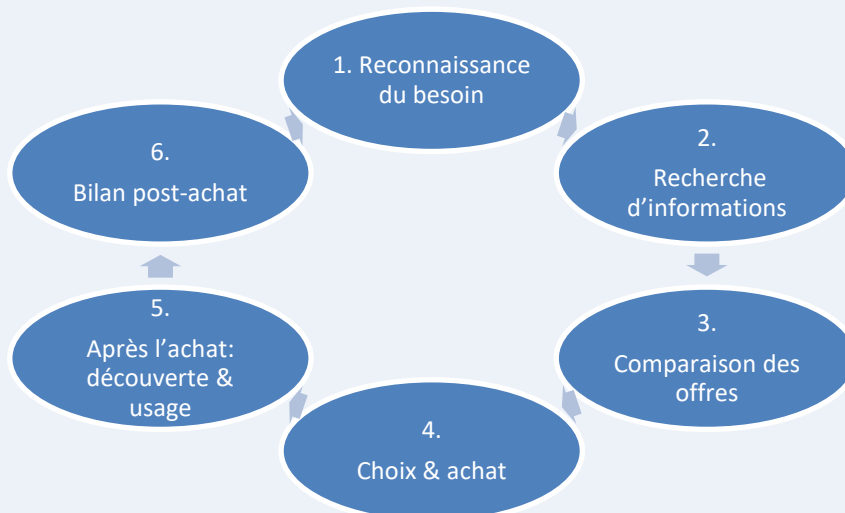 1. Reconnaissance
du besoin
2.
Recherche
d’informations
3.
Comparaison des
offres
4.
Choix & achat
5.
Après l’achat:
découverte &
usage
6.
Bilan post-achat